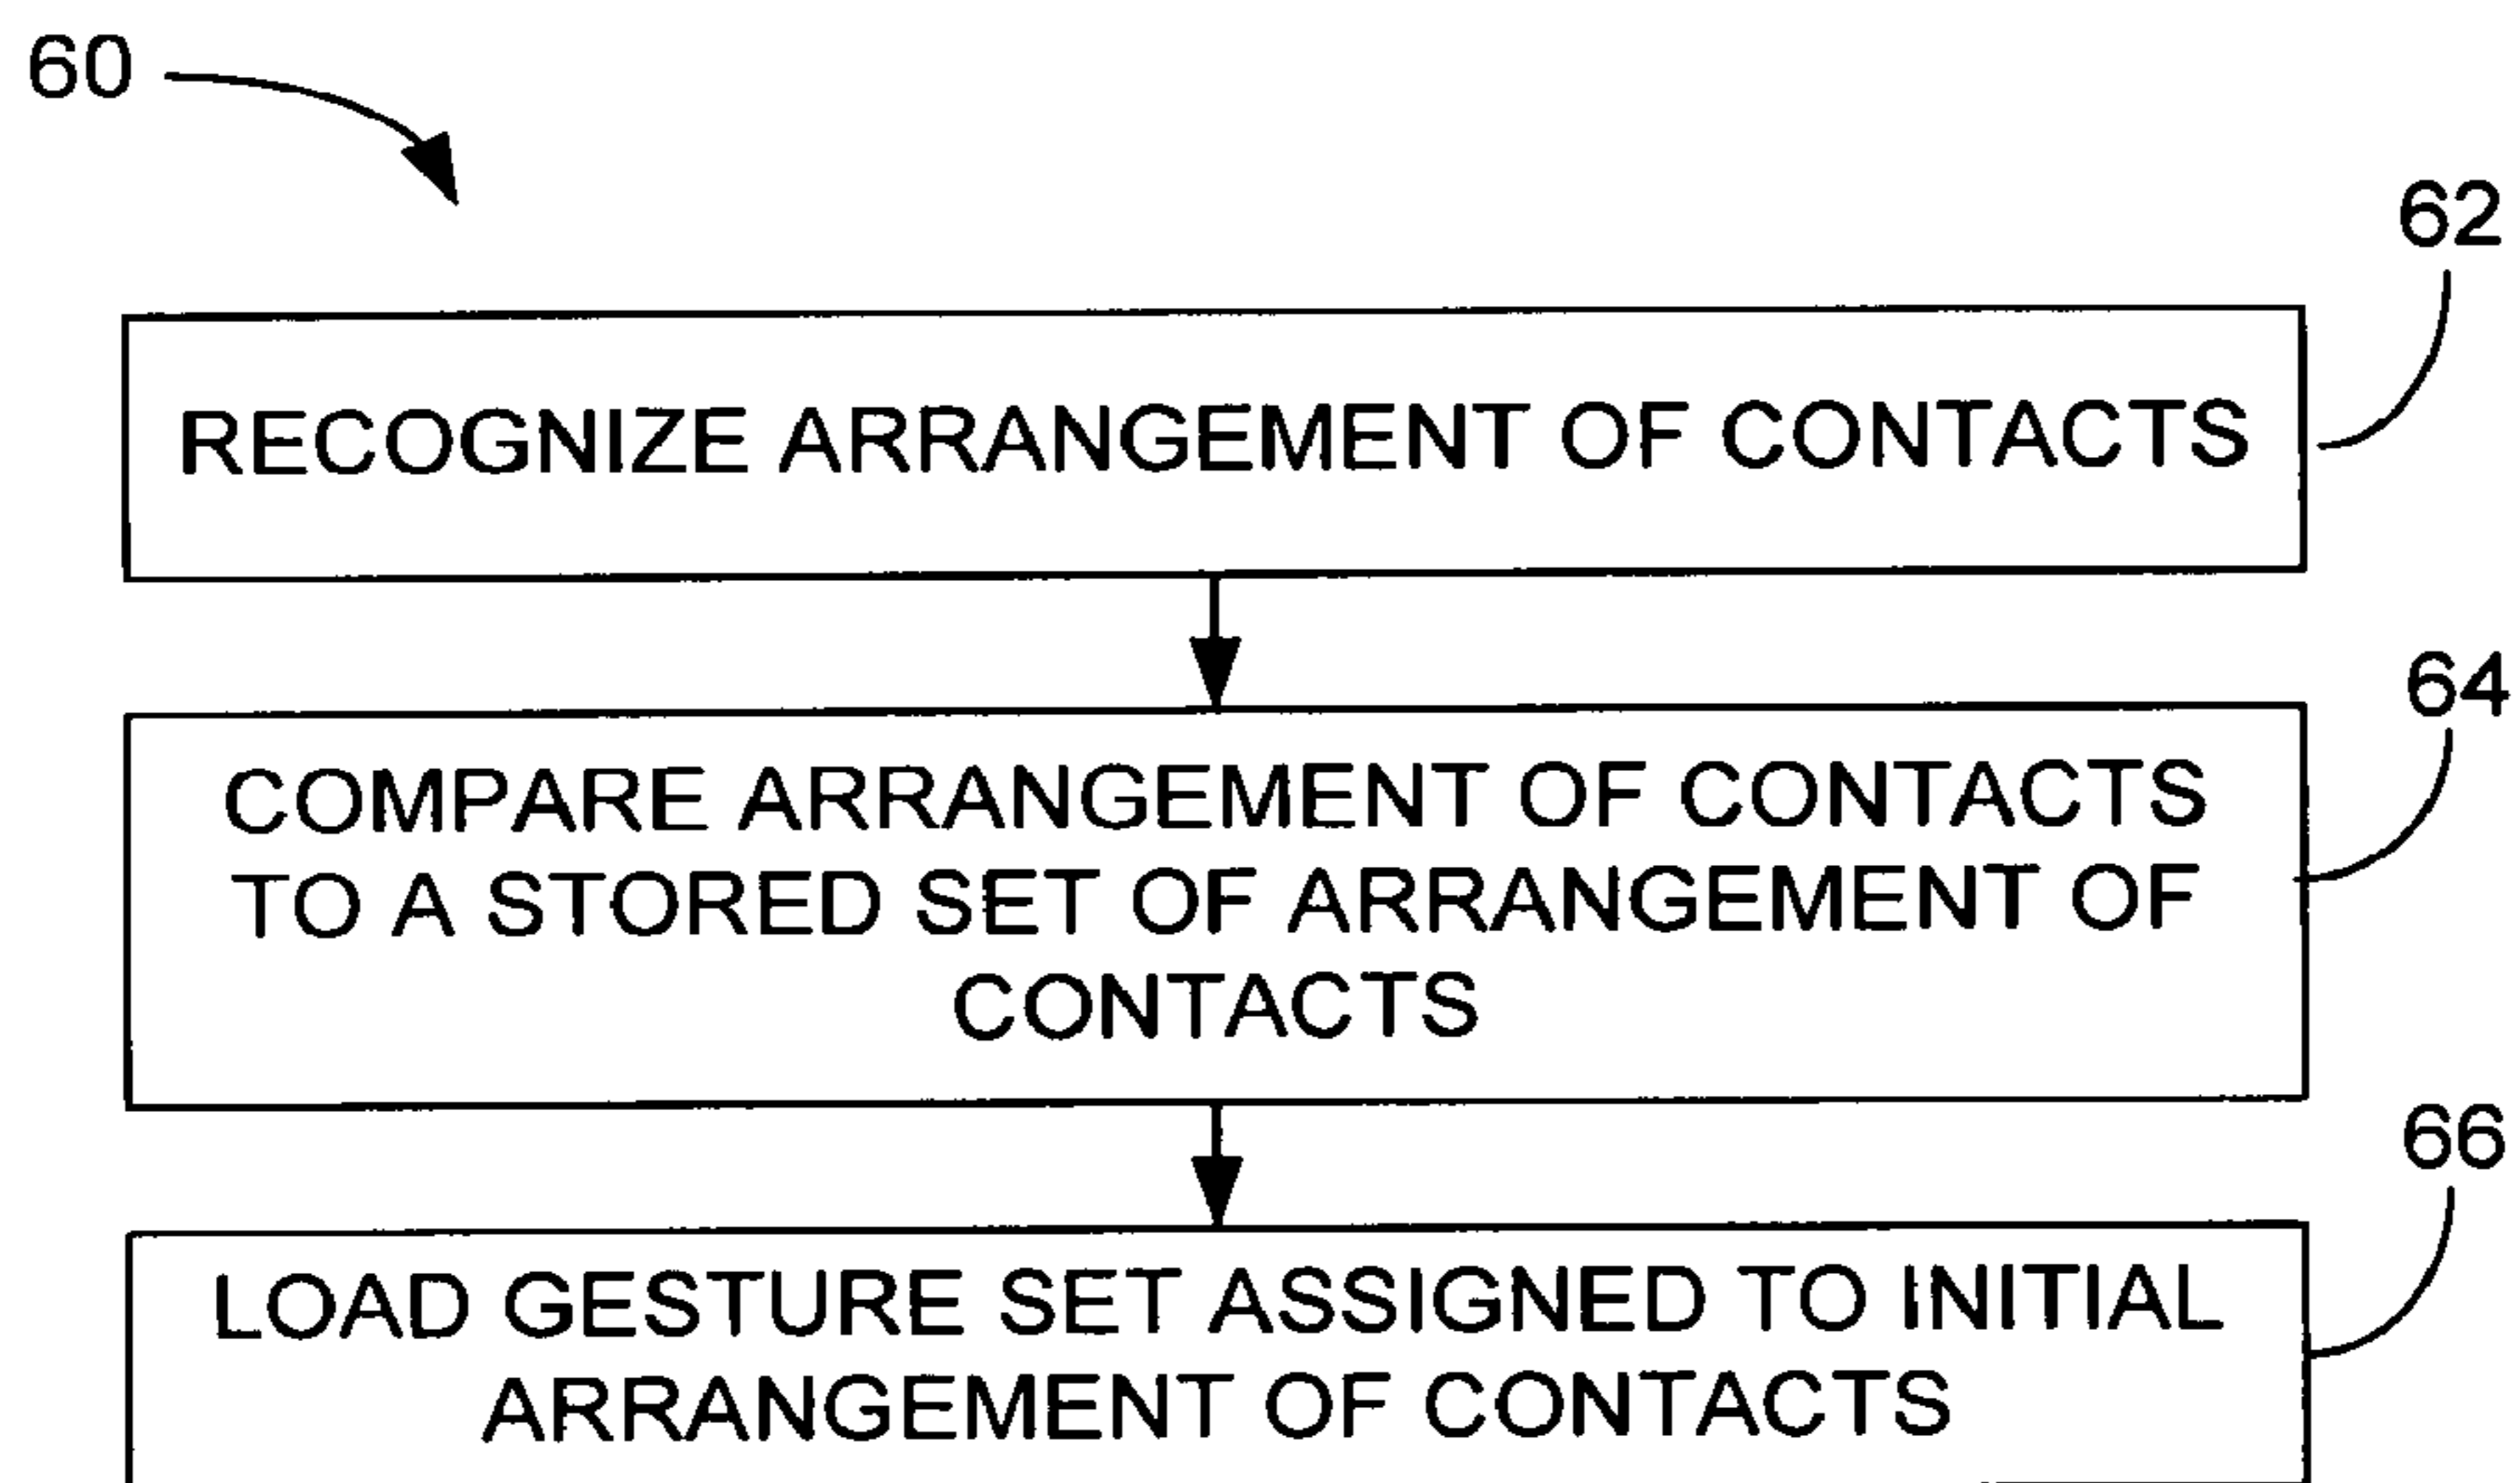 60
62
RECOGNIZE ARRANGEMENT OF CONTACTS
64
COMPARE ARRANGEMENT OF CONTACTS
TO A STORED SET OF ARRANGEMENT OF
CONTACTS
66
LOAD GESTURE SET ASSIGNED TO INITIAL
ARRANGEMENT OF CONTACTS